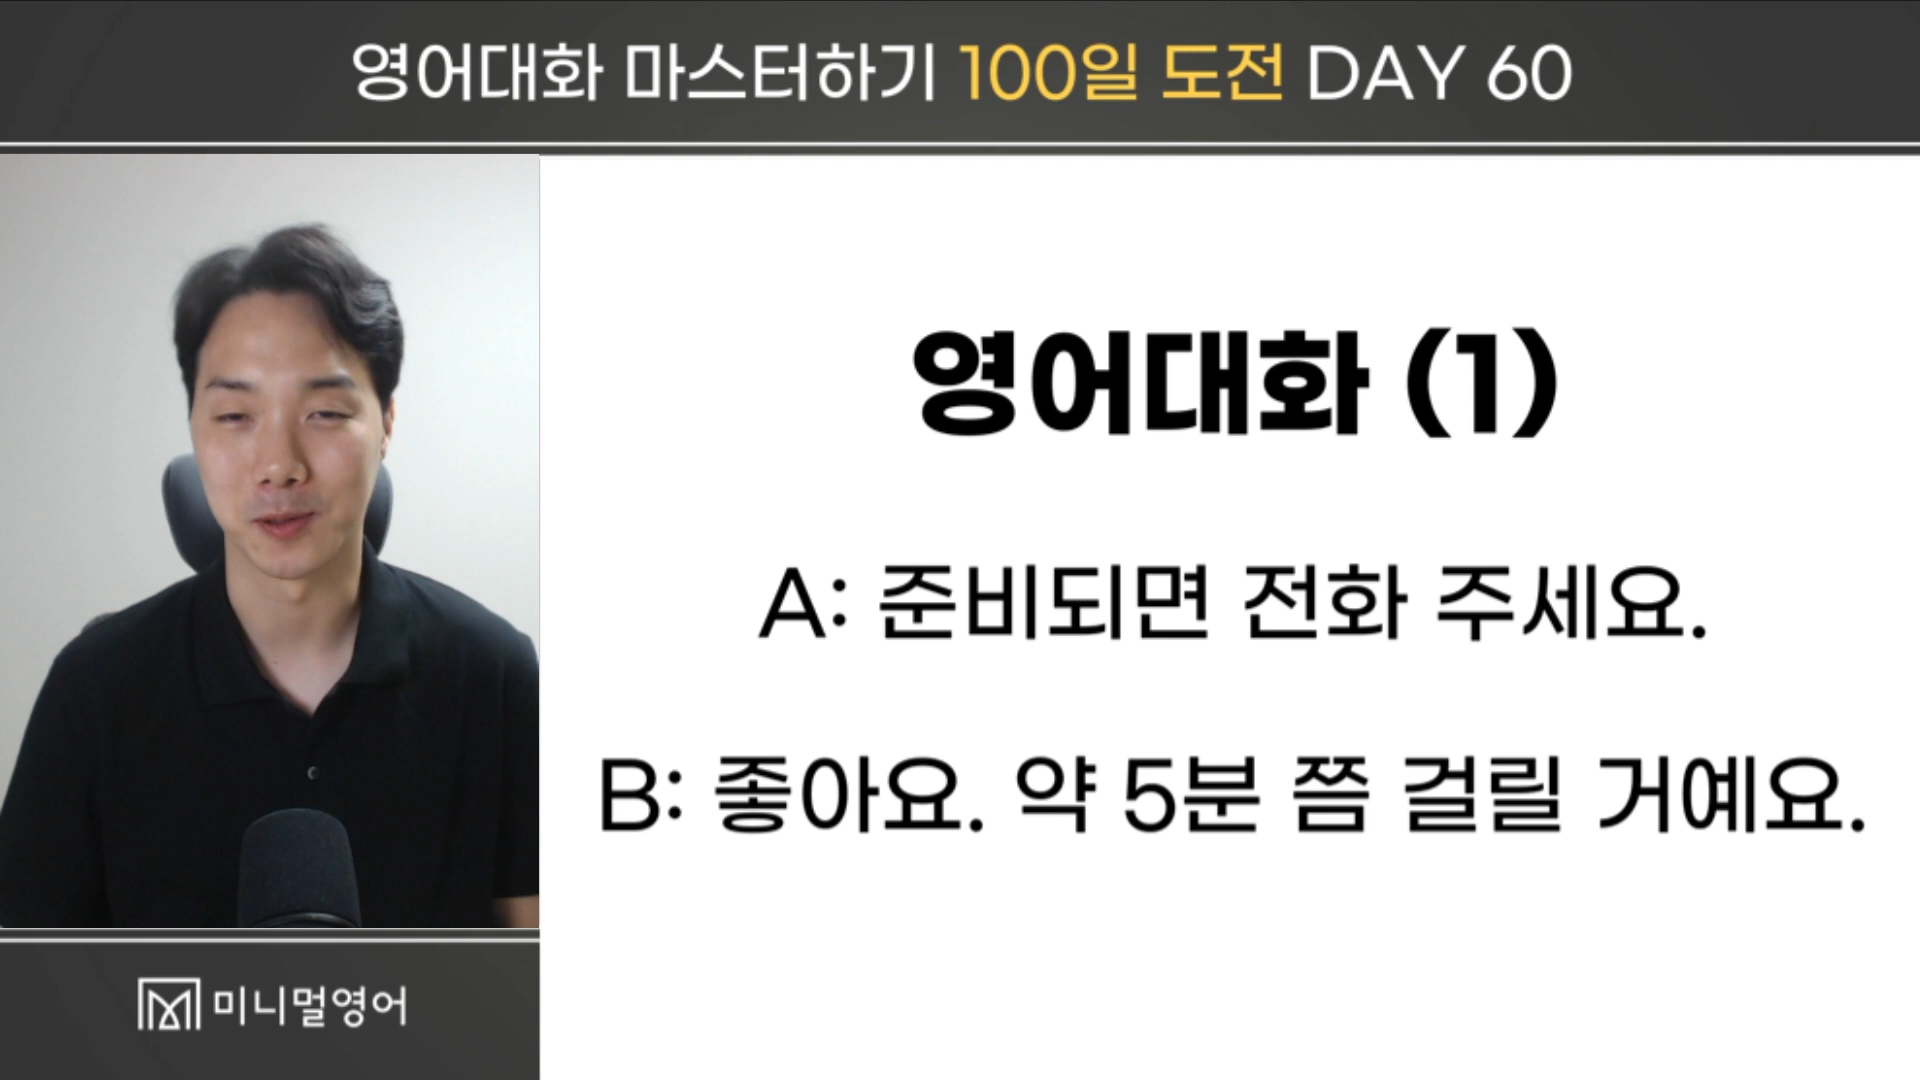 영어대화 마스터하기 100일 도전 DAY 60
영어대화 (1)
A: 준비되면 전화 주세요.
B: 좋아요. 약 5분 쯤 걸릴 거예요.
미니멀영어